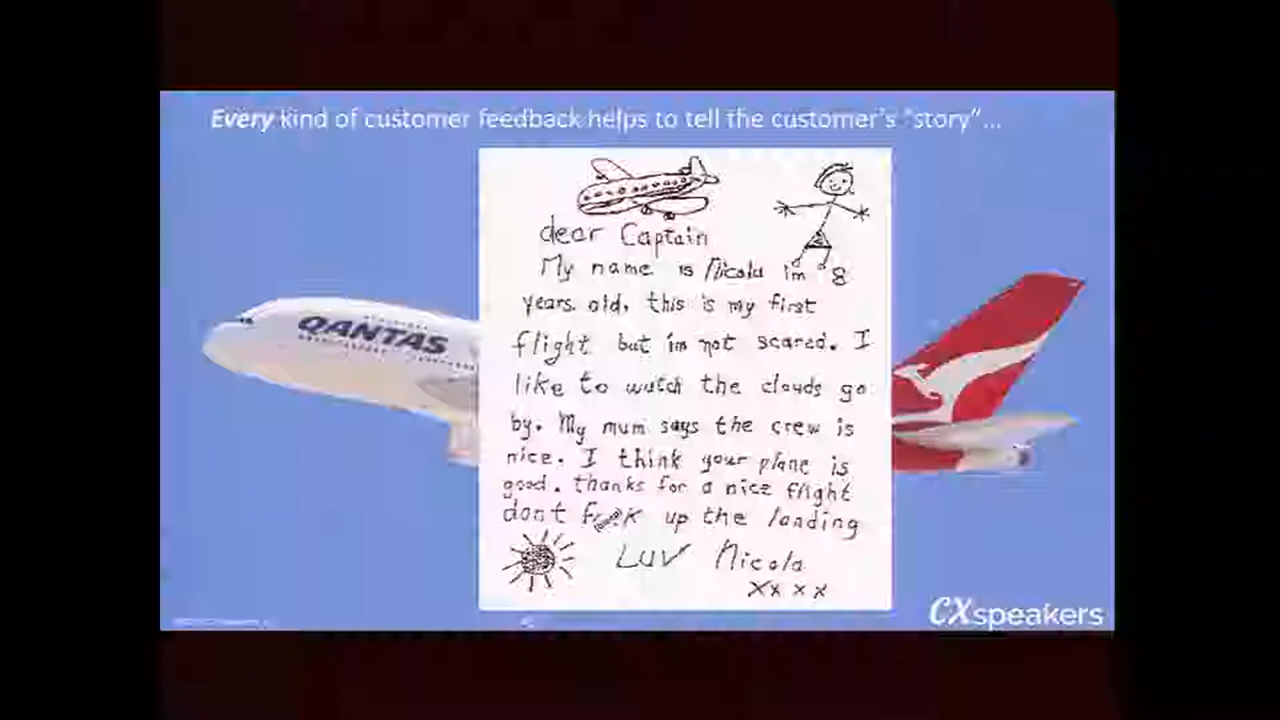 Every kind of customer feedback helps to tell the customer's "story"...
dear Captain
My name is Nicola im 8
years old, this is my first
flight but im not scared. I
like to watch the clouds go
by. My mum says the crew is
nice. I think your plane is
good. thanks for a nice flight
dont f k up the landing
LUV Nicola
XX X X
QANTAS
CXspeakers